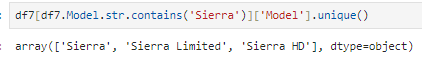 df7[df7.Model.str.contains('Sierra')]['Model'].unique()
array(['Sierra', 'Sierra Limited', 'Sierra HD'], dtype=object)